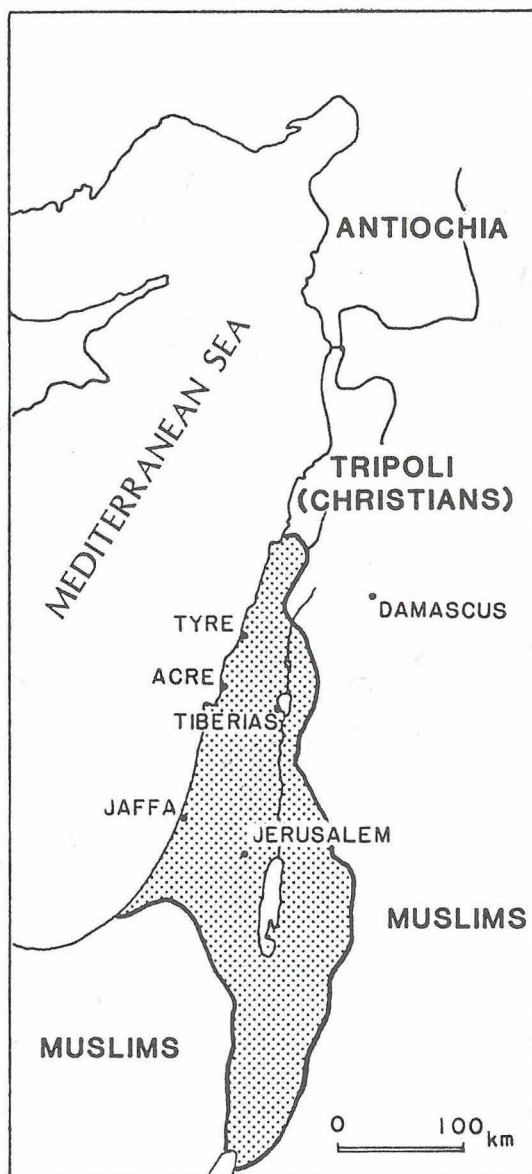 ANTIOCHIA
MEDITERRANEAN SEA
TRIPOLI
(CHRISTIANS)
DAMASCUS
TYRE
ACRE
TIBERIAS
JAFFA
JERUSALEM
MUSLIMS
MUSLIMS
0 100 km